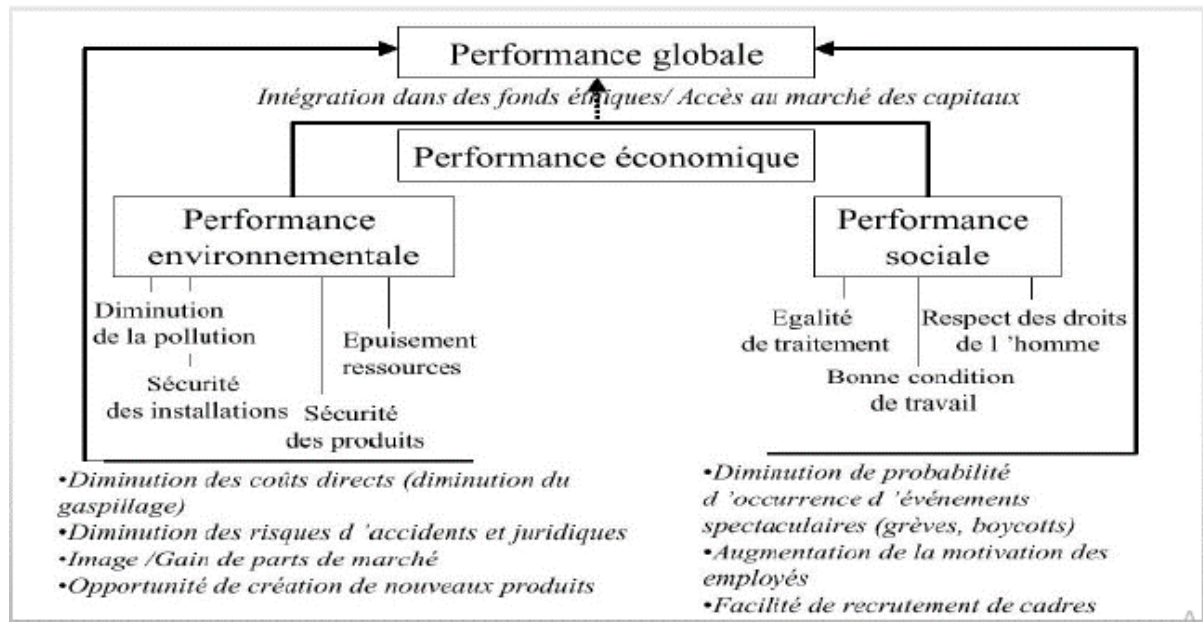 Performance globale
Intégration dans des fonds éthiques/ Accès au marché des capitaux
Performance économique
Performance
environnementale
Performance
sociale
Diminution
de la pollution
Epuisement
ressources
Sécurité
des installations
Sécurité
des produits
Egalité
de traitement
Respect des droits
de l ’homme
Bonne condition
de travail
•Diminution des coûts directs (diminution du
gaspillage)
•Diminution des risques d ’accidents et juridiques
•Image /Gain de parts de marché
•Opportunité de création de nouveaux produits
•Diminution de probabilité
d ’occurrence d ’événements
spectaculaires (grèves, boycotts)
•Augmentation de la motivation des
employés
•Facilité de recrutement de cadres